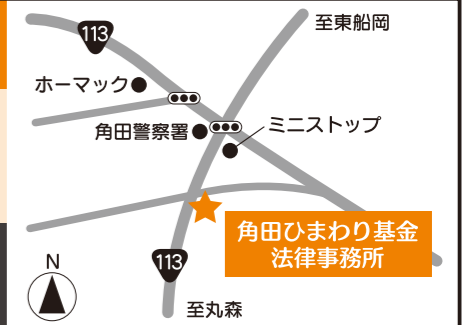 113
至東船岡
ホーマック
角田警察署
ミニストップ
角田ひまわり基金
法律事務所
N
113
至丸森